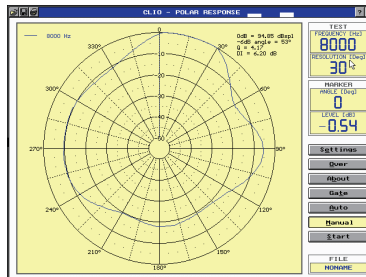 CLIO - POLAR RESPONSE
?
8000 Hz
0dB = 94.85 dBspl
-6dB angle = 53°
Q = 4.17
DI = 6.20 dB
0
-10
-20
-30
-40
330°
30°
300°
270°
90°
240°
120°
210°
150°
180°
TEST
FREQUENCY [Hz]
8000
RESOLUTION [Deg]
30
MARKER
ANGLE [Deg]
0
LEVEL [dB]
-0.54
Settings
Over
About
Gate
Auto
Manual
Start
FILE
NONAME